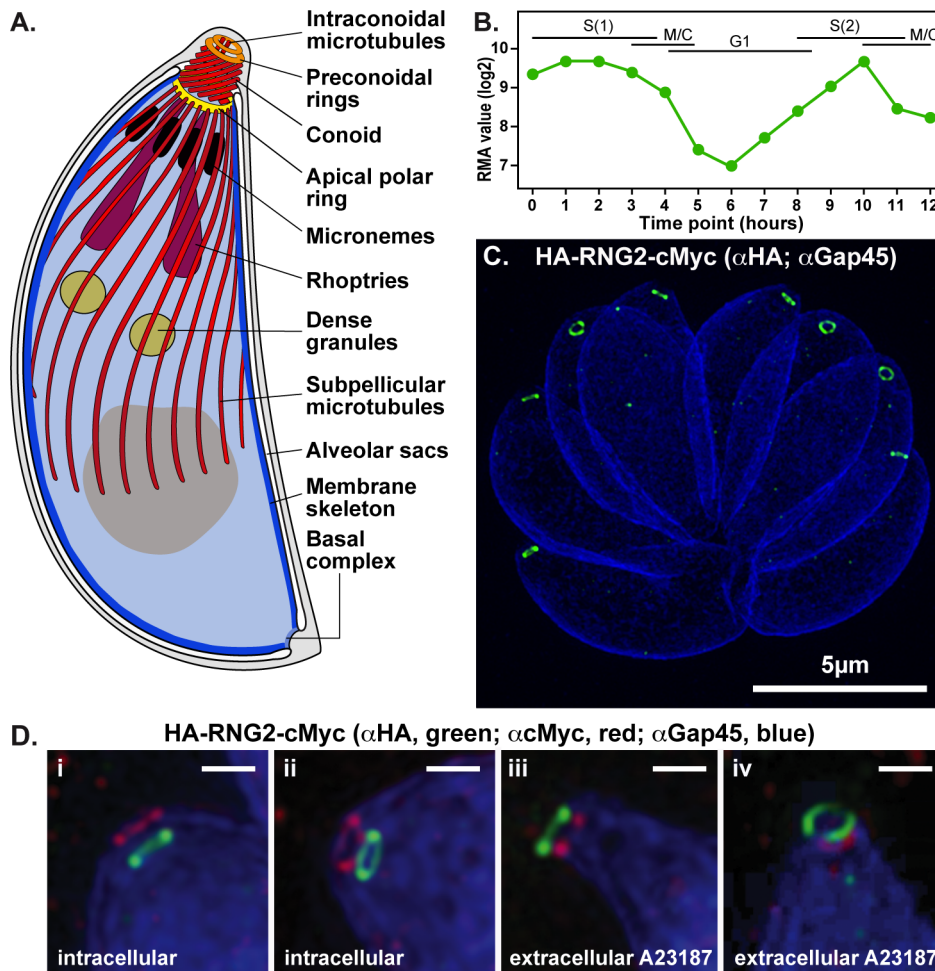 A.
Intraconoidal
microtubules
Preconoidal
rings
Conoid
Apical polar
ring
Micronemes
Rhoptries
Dense
granules
Subpellicular
microtubules
Alveolar sacs
Membrane
skeleton
Basal
complex
B.
S(1)
M/C
G1
S(2)
M/C
RMA value (log2)
10
9
8
7
0 1 2 3 4 5 6 7 8 9 10 11 12
Time point (hours)
C. HA-RNG2-cMyc (αHA; αGap45)
5µm
D. HA-RNG2-cMyc (αHA, green; αcMyc, red; αGap45, blue)
i
intracellular
ii
intracellular
iii
extracellular A23187
iv
extracellular A23187